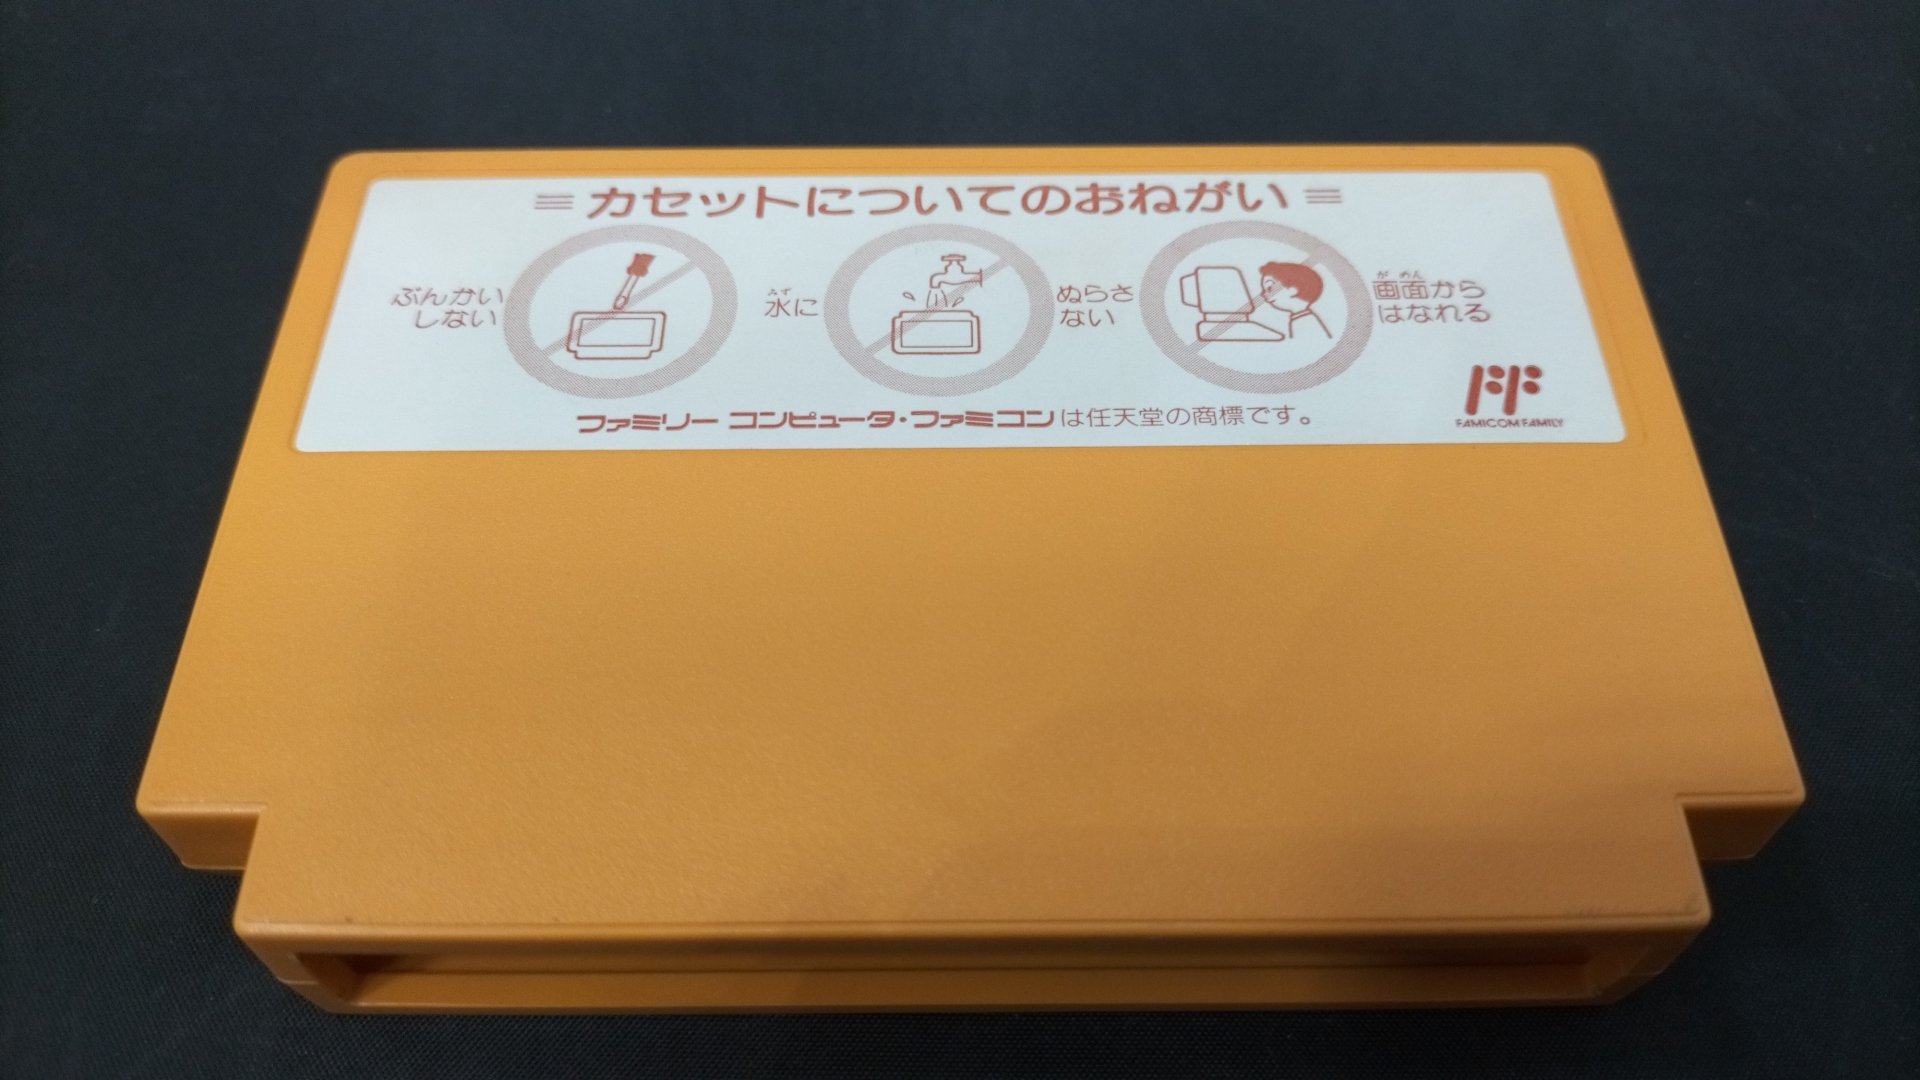 カセットについてのおねがい
ぶんかい
しない
みず
水に
ぬらさ
ない
が めん
画面から
はなれる
ファミリー コンピュータ・ファミコンは任天堂の商標です。
FF
FAMICOM FAMILY